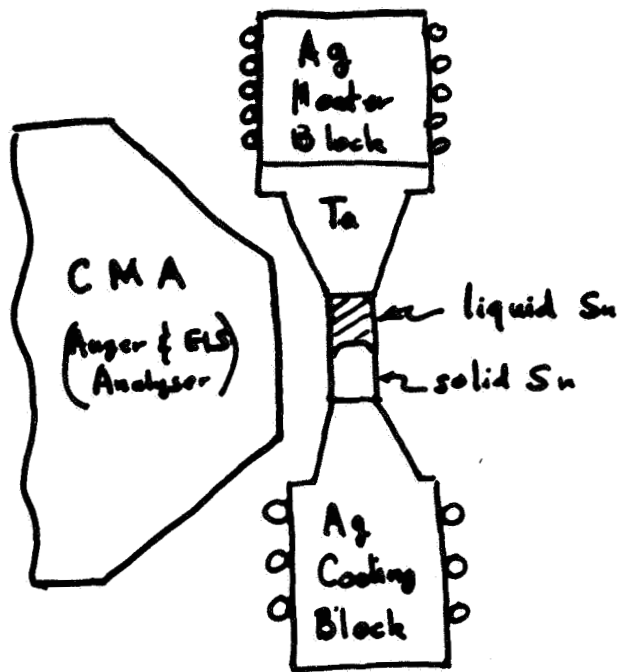 Ag
Heater
Block
Ta
CMA
(Auger & ELS
Analyser)
liquid Sn
solid Sn
Ag
Cooling
Block